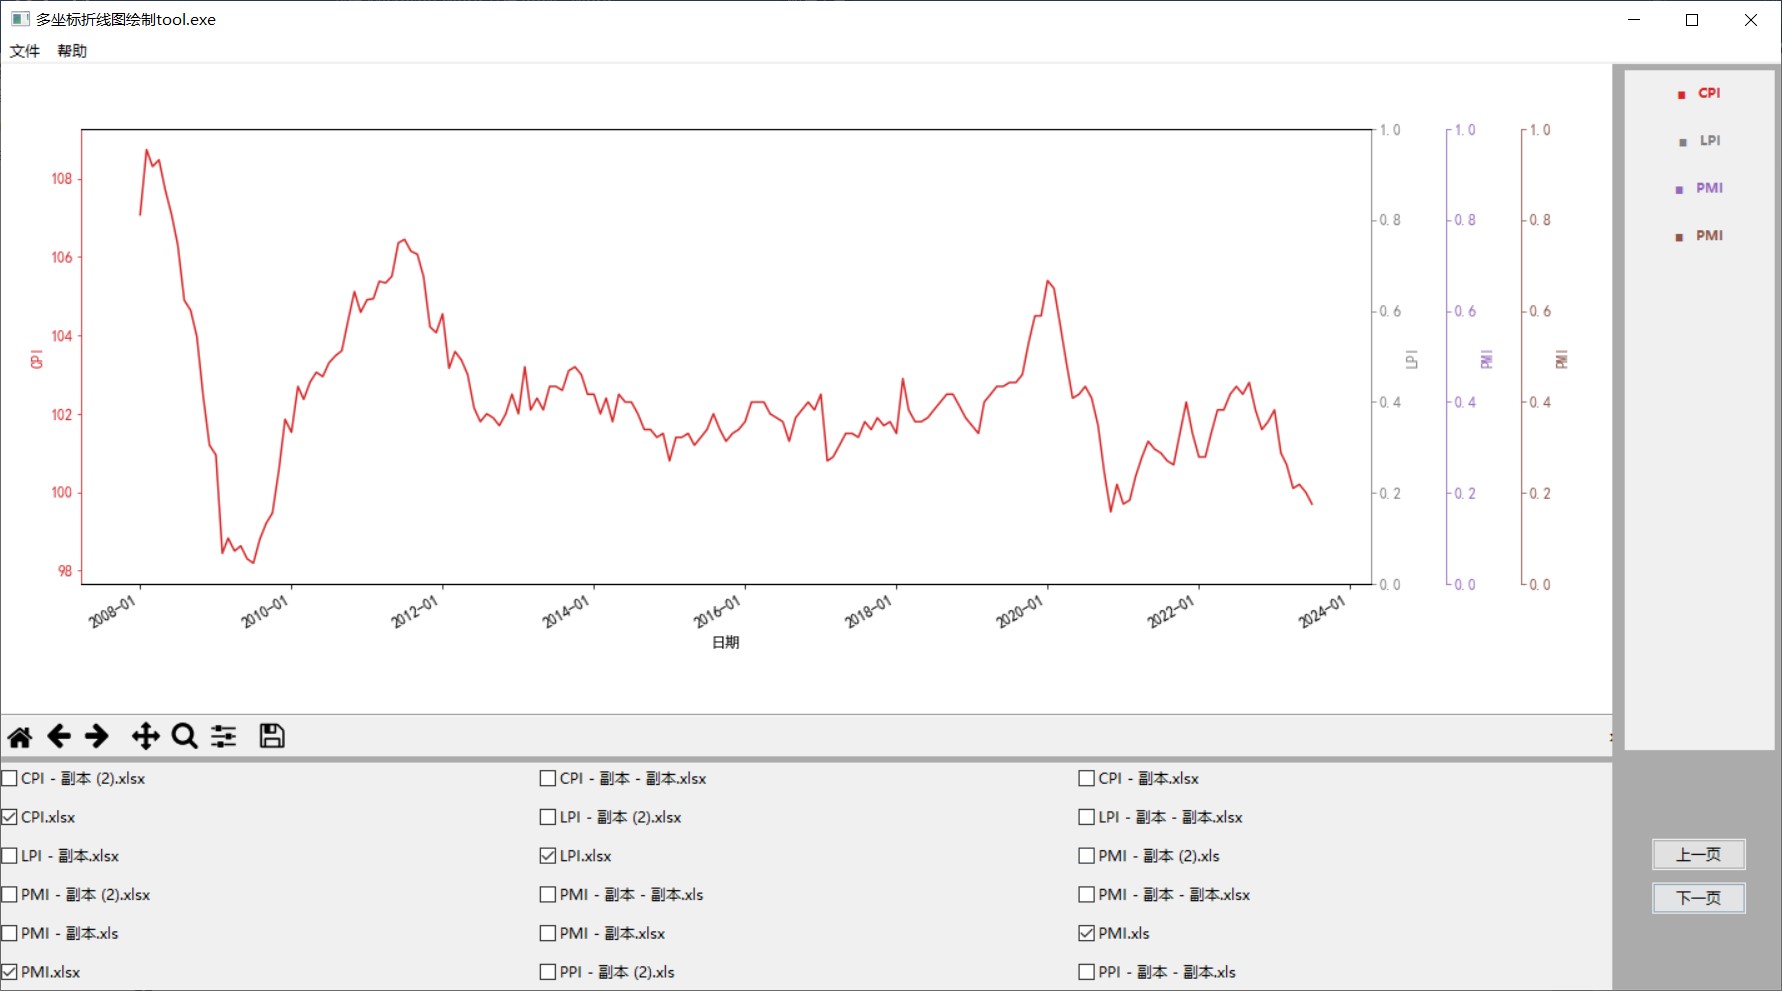 多坐标折线图绘制tool.exe
文件 帮助
CPI
LPI
PMI
PMI
108
106
104
102
100
98
CPI
1.0
0.8
0.6
0.4
0.2
0.0
LPI
1.0
0.8
0.6
0.4
0.2
0.0
PMI
1.0
0.8
0.6
0.4
0.2
0.0
PMI
2008-01 2010-01 2012-01 2014-01 2016-01 2018-01 2020-01 2022-01 2024-01
日期
CPI - 副本 (2).xlsx CPI - 副本 - 副本.xlsx CPI - 副本.xlsx
CPI.xlsx LPI - 副本 (2).xlsx LPI - 副本 - 副本.xlsx
LPI - 副本.xlsx LPI.xlsx PMI - 副本 (2).xls
PMI - 副本 (2).xlsx PMI - 副本 - 副本.xls PMI - 副本 - 副本.xlsx
PMI - 副本.xls PMI - 副本.xlsx PMI.xls
PMI.xlsx PPI - 副本 (2).xls PPI - 副本 - 副本.xls
上一页
下一页